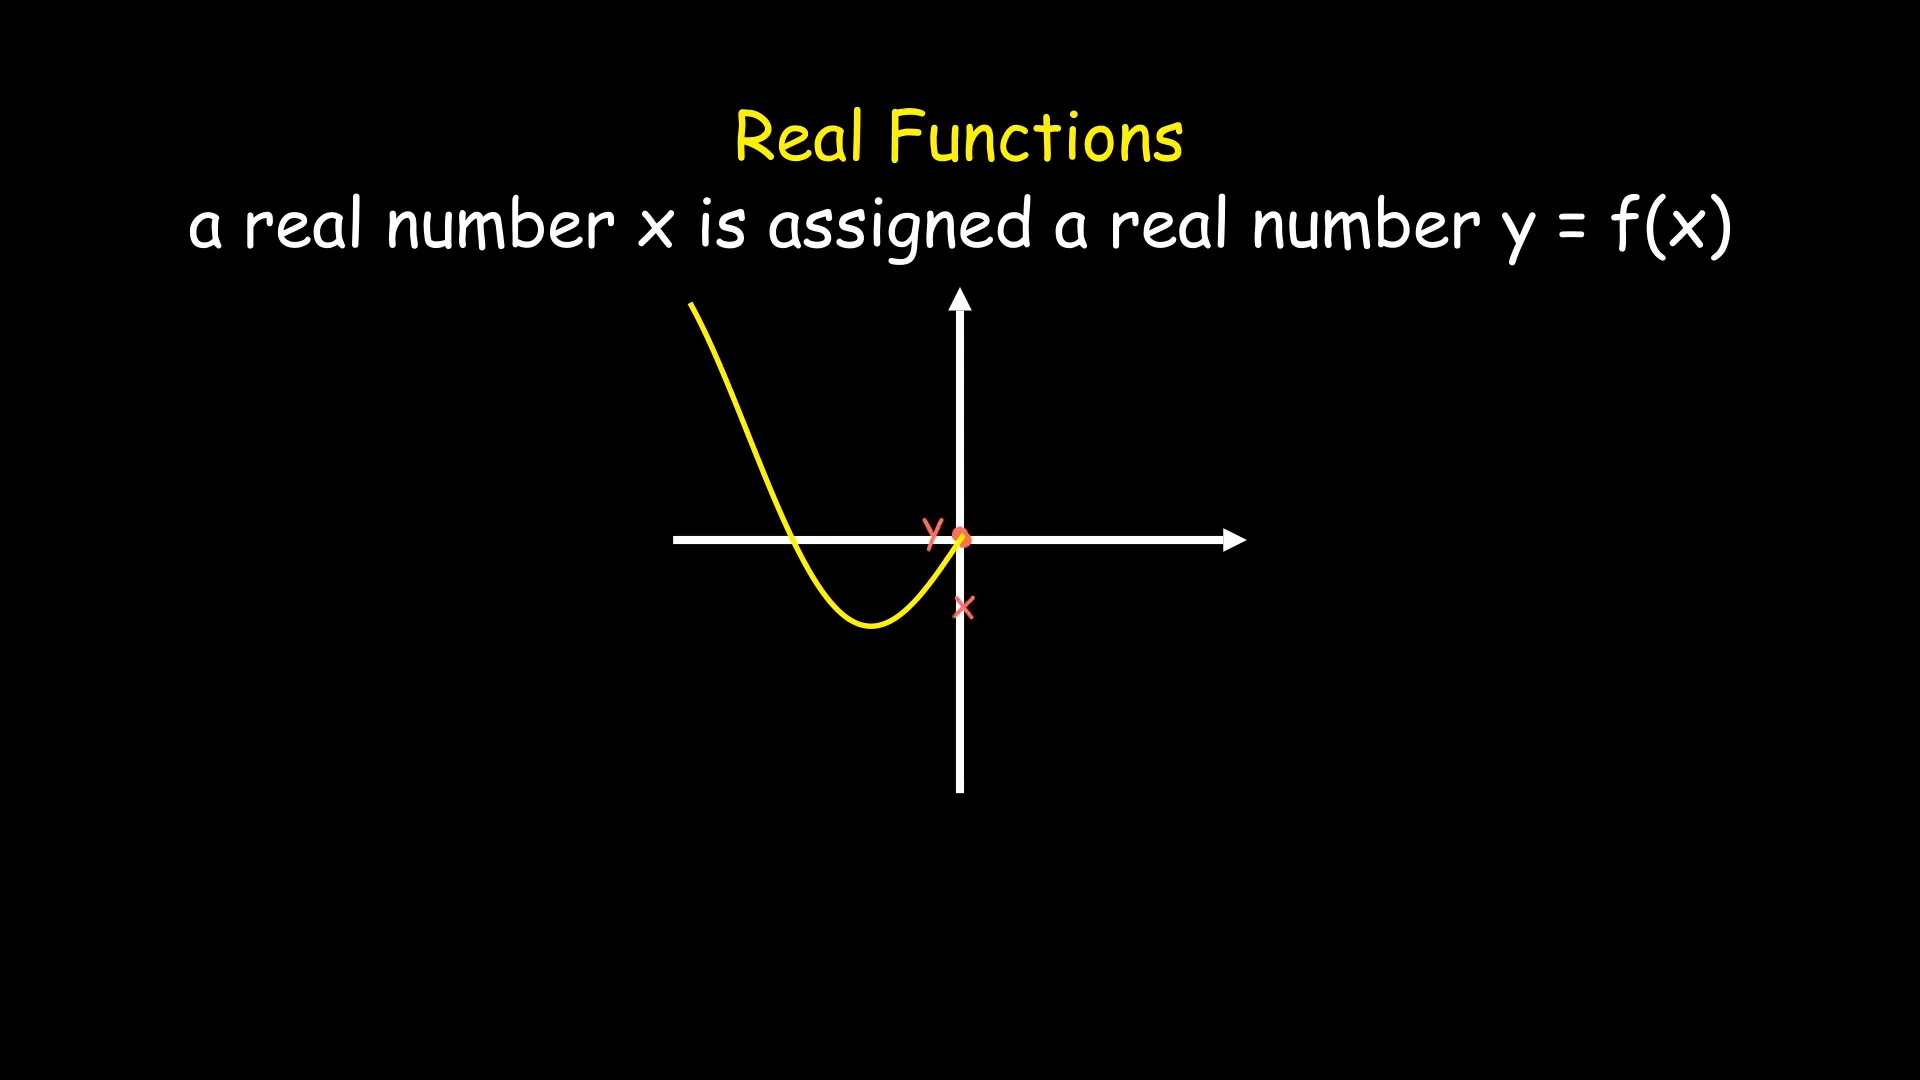 Real Functions
a real number x is assigned a real number y = f(x)
y
x